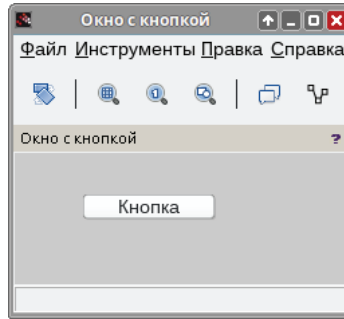 Окно с кнопкой
Файл Инструменты Правка Справка
Окно с кнопкой ?
Кнопка